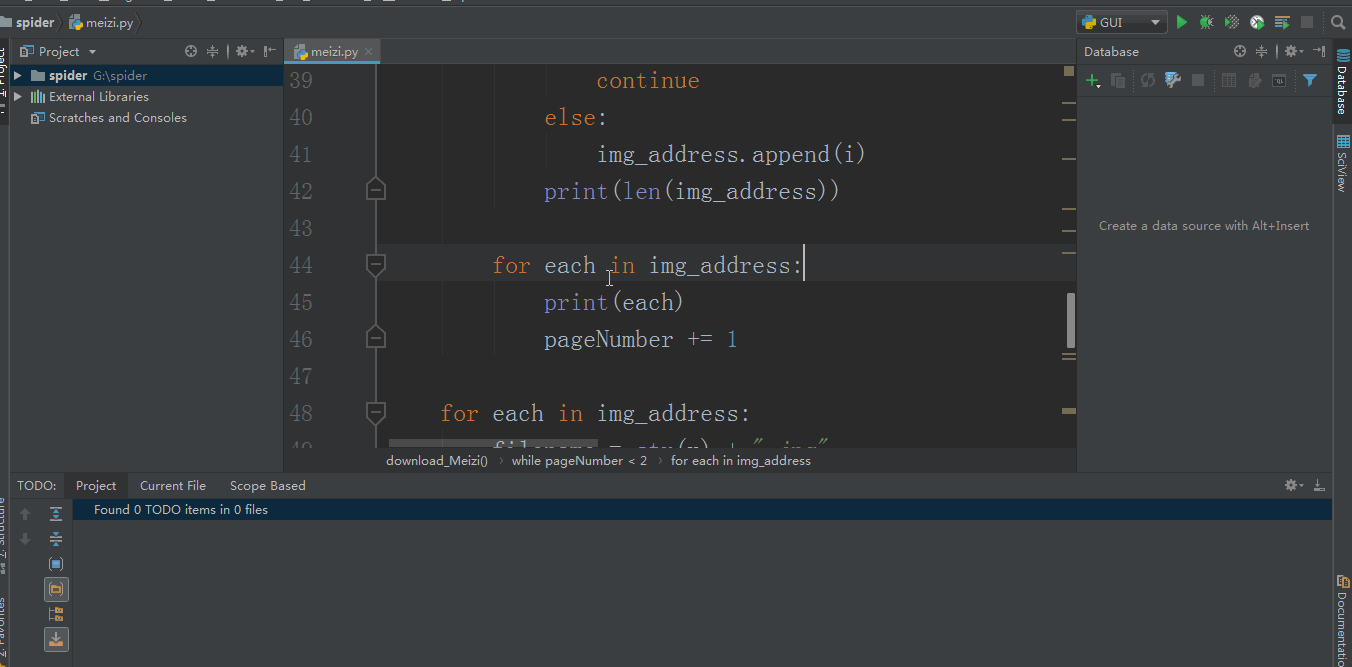 spider
meizi.py
GUI
Project
meizi.py
Database
spider G:\spider
External Libraries
Scratches and Consoles
39 continue
40 else:
41 img_address.append(i)
42 print(len(img_address))
43
44 for each in img_address:
45 print(each)
46 pageNumber += 1
47
48 for each in img_address:
download_Meizi()
while pageNumber < 2
for each in img_address
Create a data source with Alt+Insert
Database
SciView
TODO:
Project
Current File
Scope Based
Found 0 TODO items in 0 files